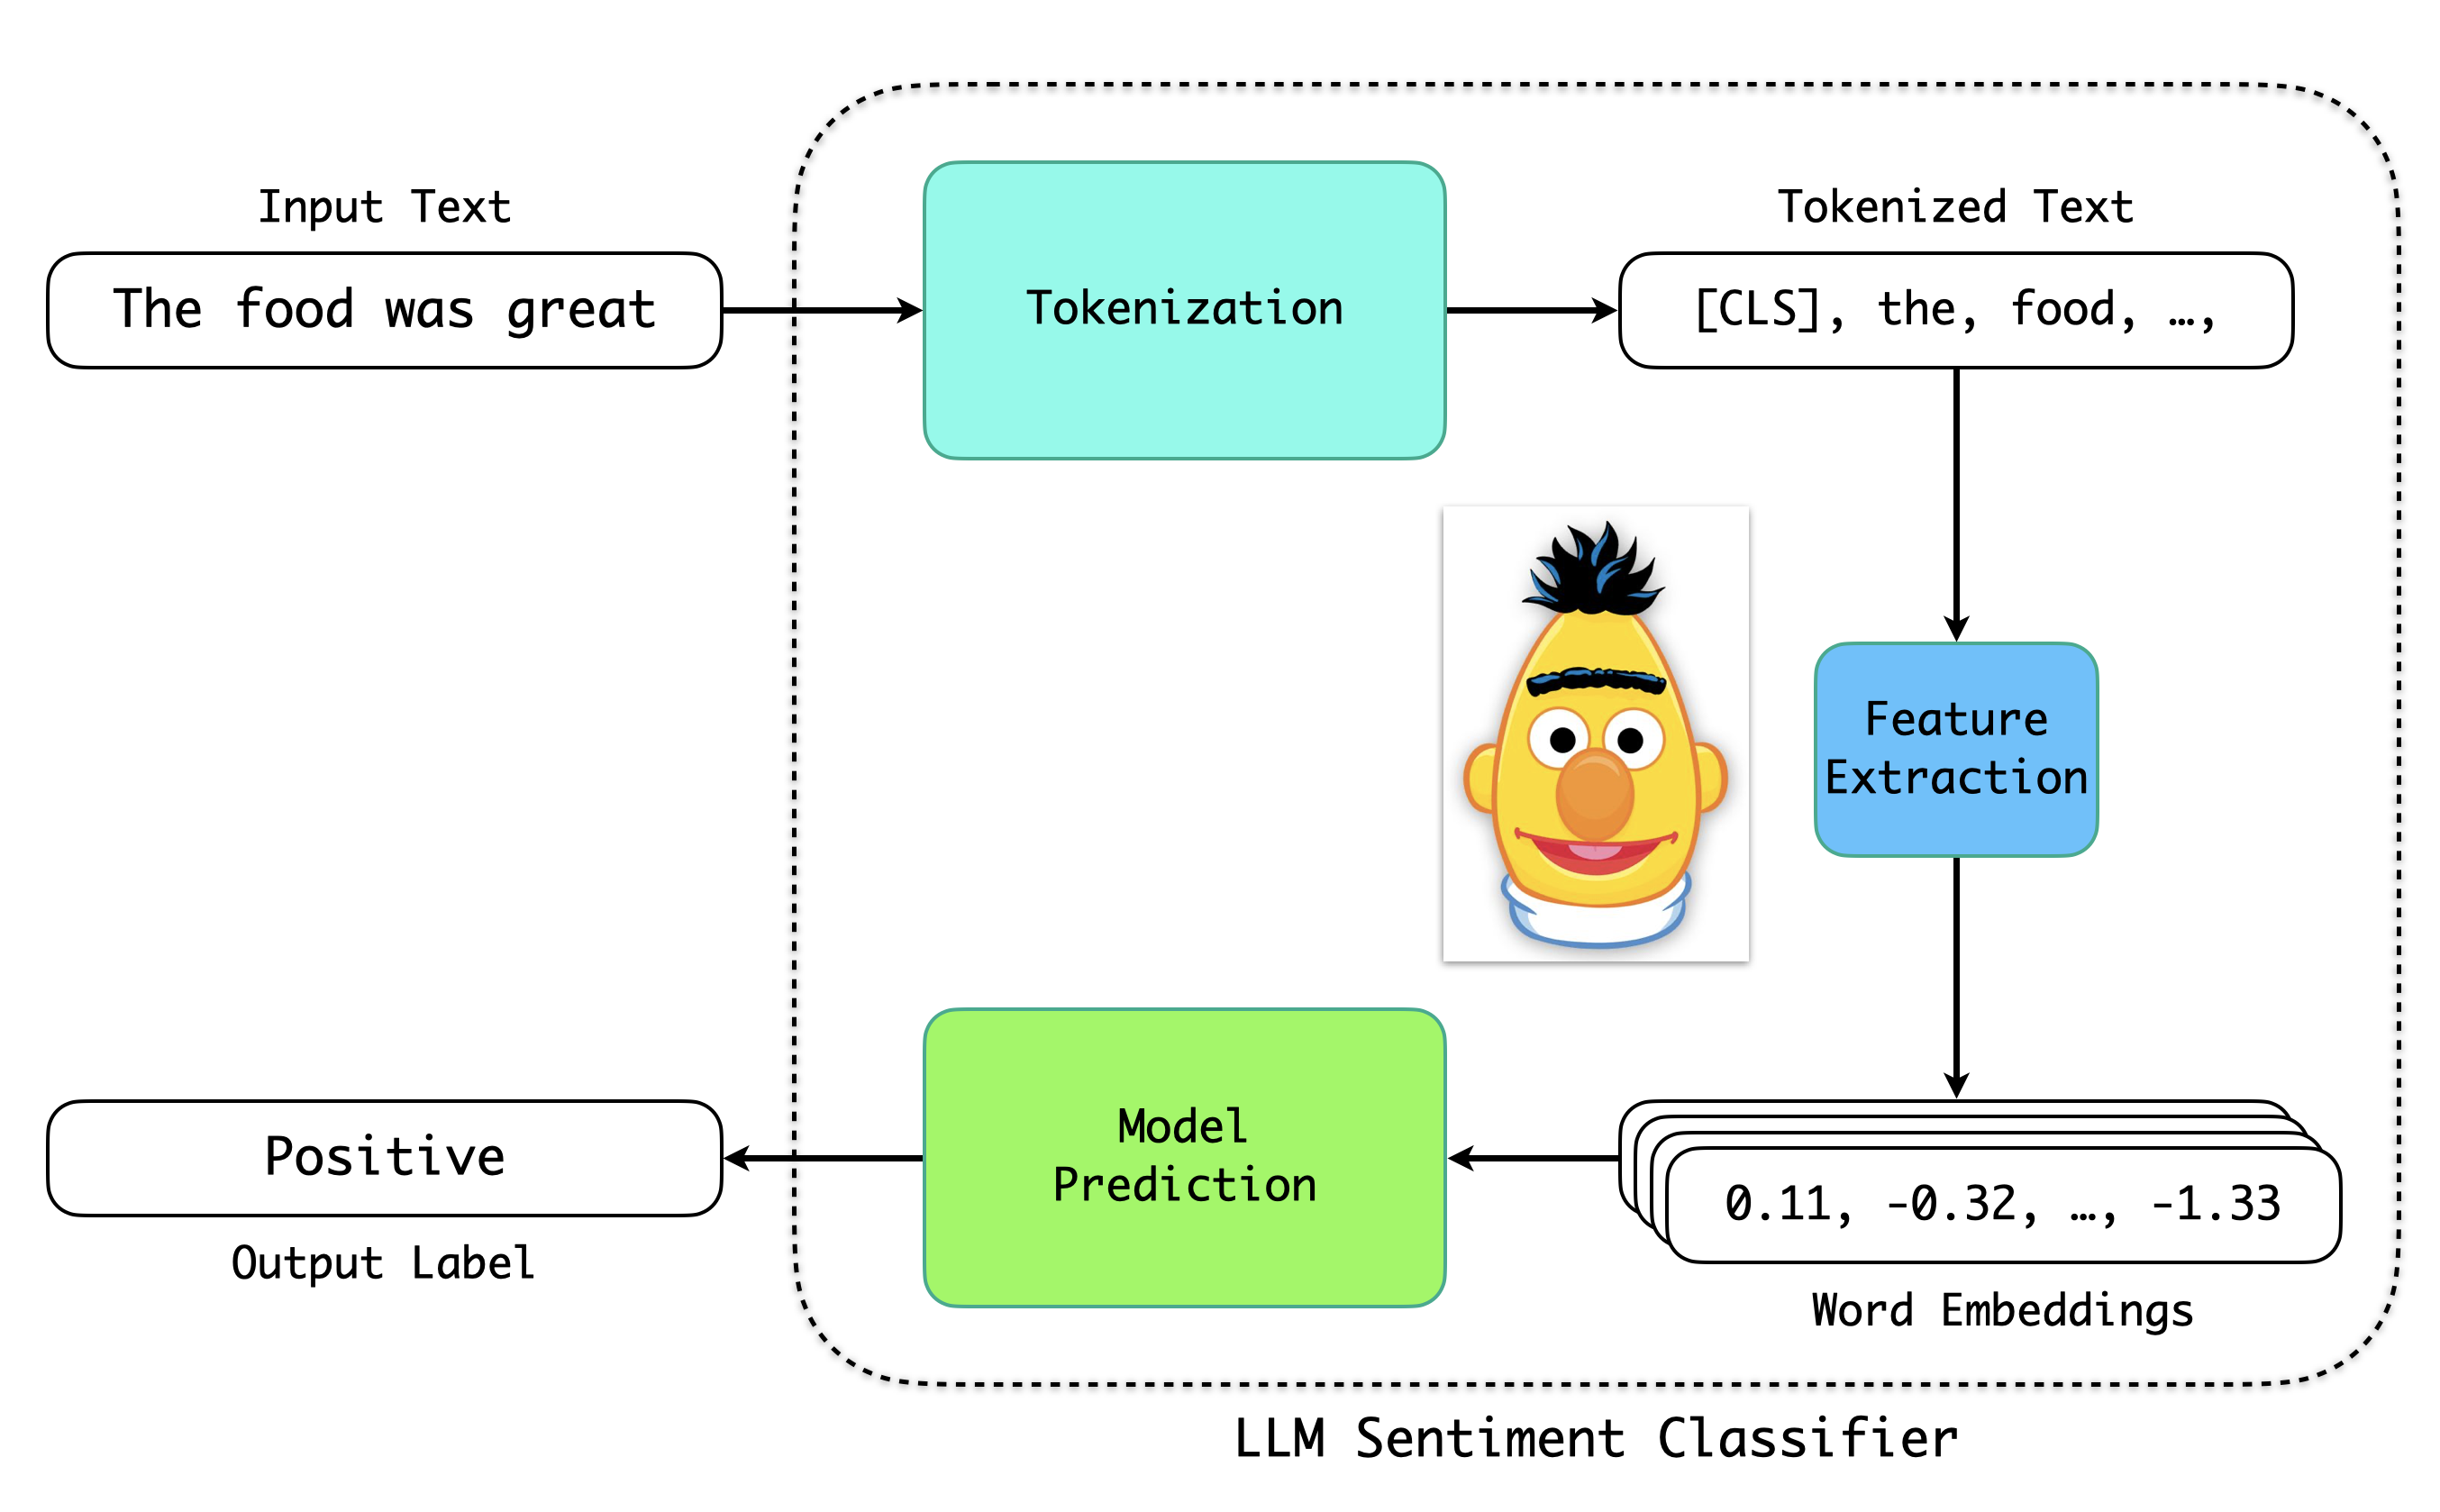 Input Text
The food was great
Tokenization
Tokenized Text
[CLS], the, food, …,
Feature
Extraction
0.11, -0.32, …, -1.33
Word Embeddings
Model
Prediction
Positive
Output Label
LLM Sentiment Classifier